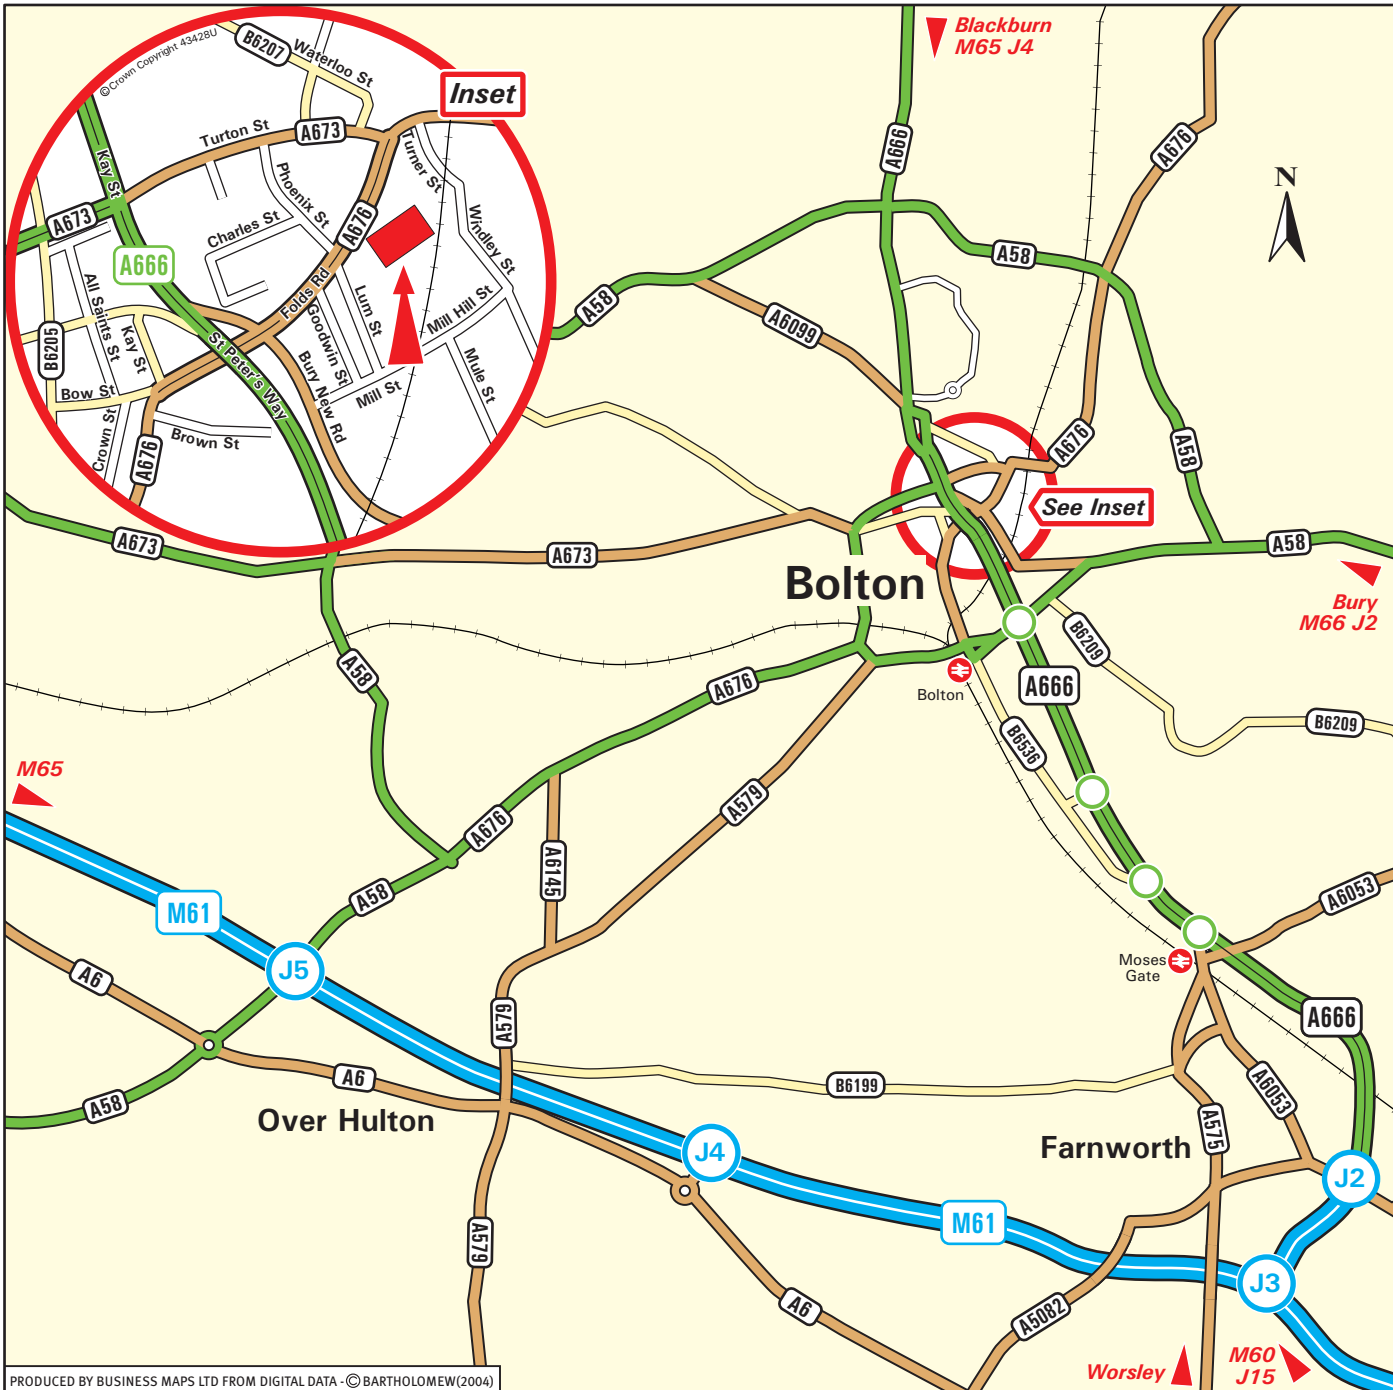 © Crown Copyright 43428U
B6207
Waterloo St
Inset
Turton St
A673
Turner St
Kay St
Phoenix St
A676
Windley St
A673
Charles St
A666
All Saints St
Folds Rd
Lum St
Mill Hill St
Kay St
B6205
Goodwin St
St Peter's Way
Bury New Rd
Mill St
Mule St
Bow St
Crown St
Brown St
A676
Blackburn
M65 J4
A666
A676
N
A58
A58
A6099
A676
A58
See Inset
A673
A673
A58
Bolton
Bury
M66 J2
B6209
A58
A676
Bolton
A666
B6209
B6536
M65
A579
A676
A6145
A58
M61
A6053
J5
Moses
Gate
A6
A579
A666
A6
B6199
A58
A6053
Over Hulton
A575
Farnworth
J4
J2
M61
A579
J3
A6
A5082
Worsley
M60
J15
PRODUCED BY BUSINESS MAPS LTD FROM DIGITAL DATA - © BARTHOLOMEW(2004)